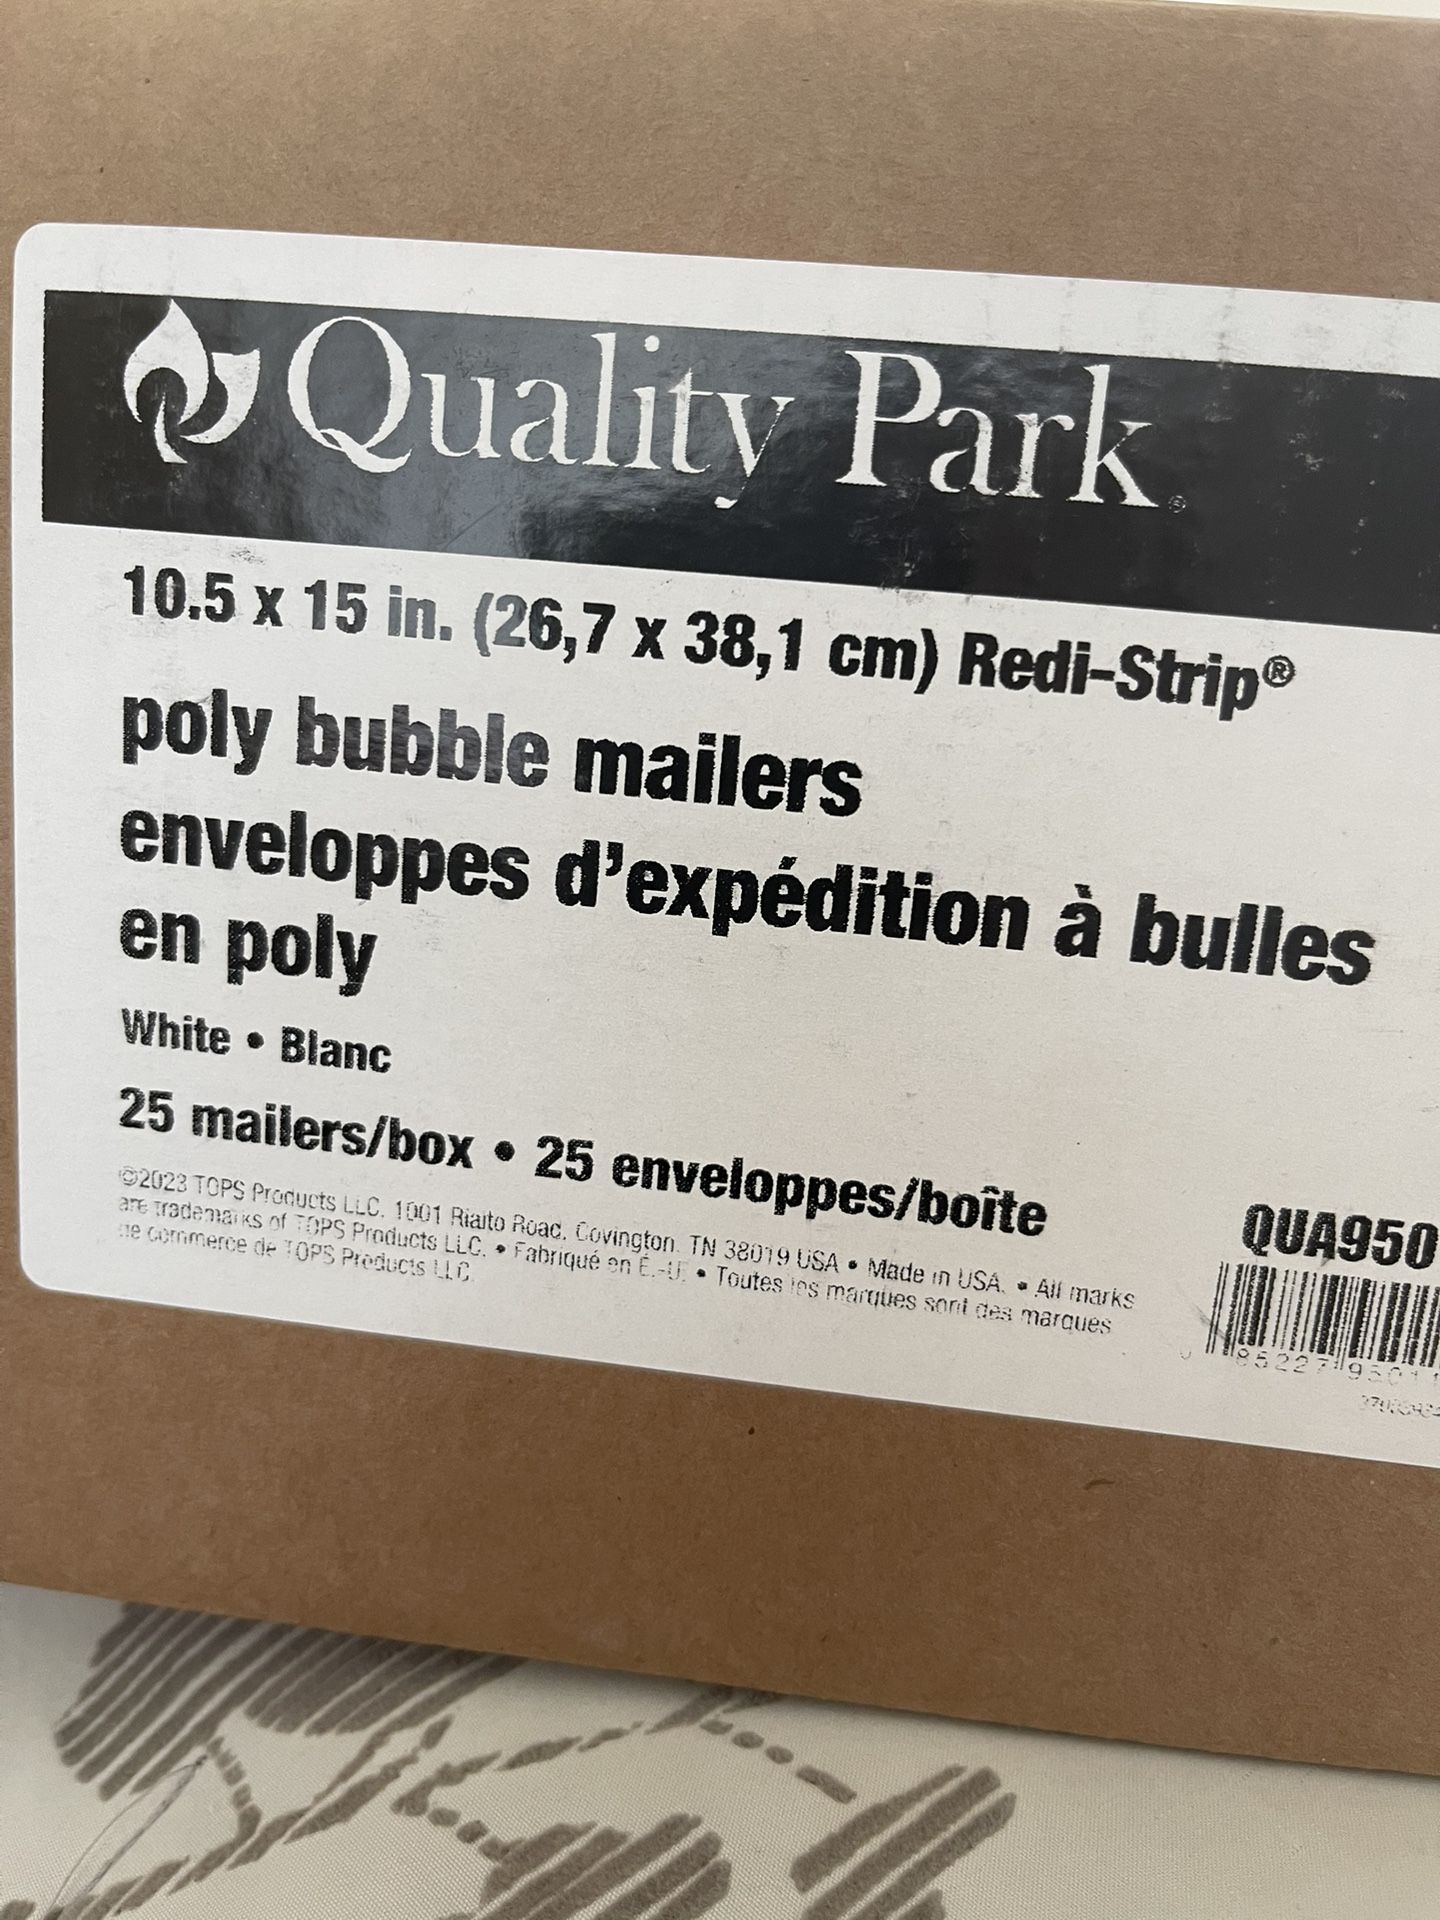 Quality Park®
10.5 x 15 in. (26,7 x 38,1 cm) Redi-Strip®
poly bubble mailers
enveloppes d'expédition à bulles
en poly
White • Blanc
25 mailers/box • 25 enveloppes/boîte
©2023 TOPS Products LLC. 1001 Rialto Road, Covington, TN 38019 USA • Made in USA. • All marks
are trademarks of TOPS Products LLC. • Fabriqué en É.-U. • Toutes les marques sont des marques
de commerce de TOPS Products LLC.
QUA950
85227 95011